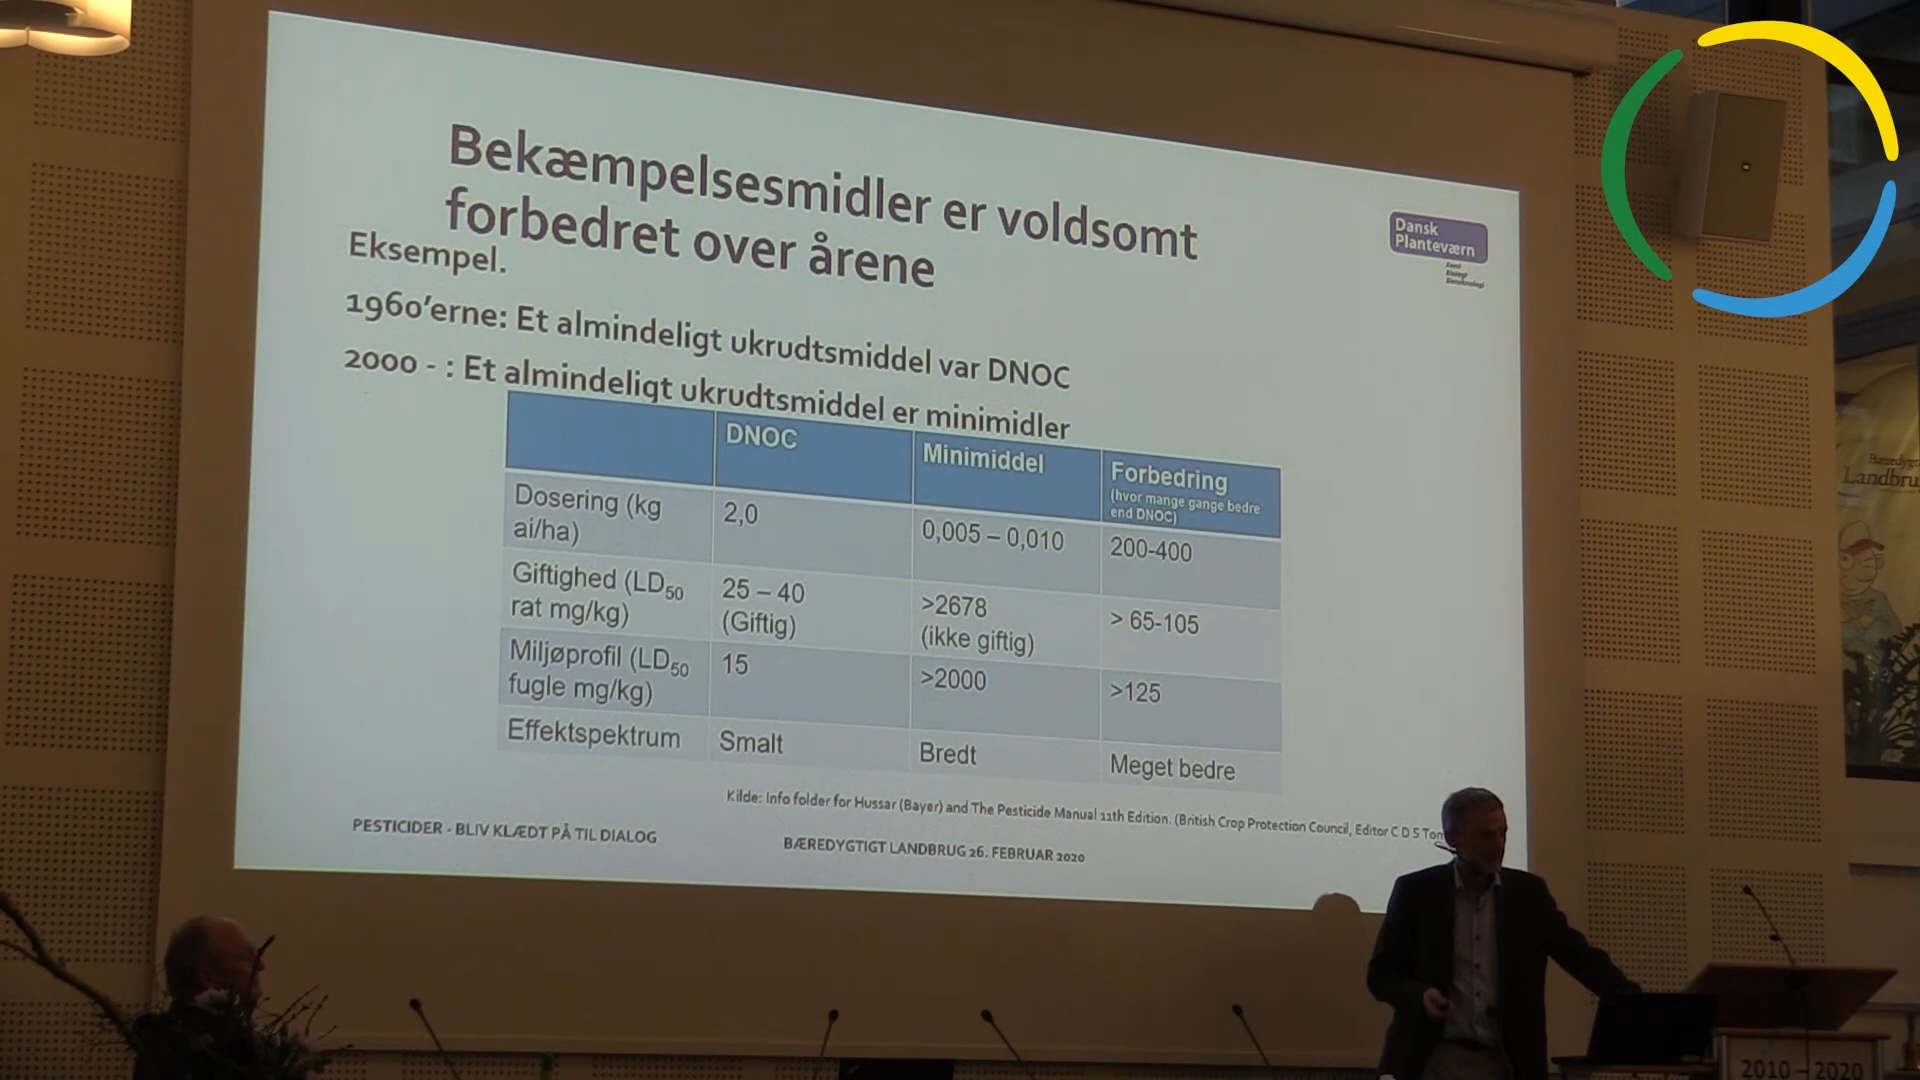 Bekæmpelsesmidler er voldsomt
forbedret over årene
Dansk
Planteværn
Eksempel.
1960'erne: Et almindeligt ukrudtsmiddel var DNOC
2000 - : Et almindeligt ukrudtsmiddel er minimidler
DNOC
Minimiddel
Forbedring
(hvor mange gange bedre
end DNOC)
Dosering (kg
ai/ha)
2,0
0,005 – 0,010
200-400
Giftighed (LD50
rat mg/kg)
25 – 40
(Giftig)
>2678
(ikke giftig)
> 65-105
Miljøprofil (LD50
fugle mg/kg)
15
>2000
>125
Effektspektrum
Smalt
Bredt
Meget bedre
Kilde: Info folder for Hussar (Bayer) and The Pesticide Manual 11th Edition. (British Crop Protection Council, Editor C D S
PESTICIDER - BLIV KLÆDT PÅ TIL DIALOG
BÆREDYGTIGT LANDBRUG 26. FEBRUAR 2020
2010 – 2020